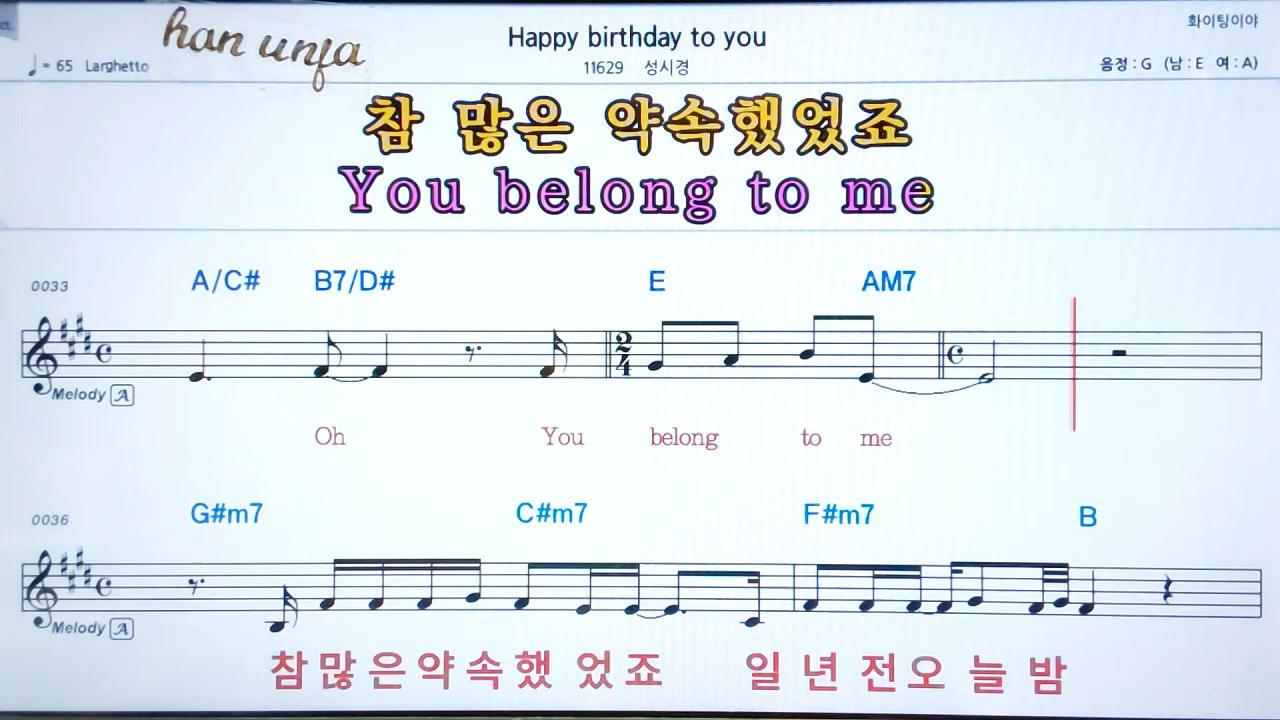 han unfa
Happy birthday to you
화이팅이야
♩= 65 Larghetto
11629 성시경
음정 : G (남 : E 여 : A)
참 많은 약속했었죠
You belong to me
0033 A/C# B7/D# E AM7
2/4
Melody A
Oh You belong to me
0036 G#m7 C#m7 F#m7 B
Melody A
참많은약속했 었죠 일년전오늘밤